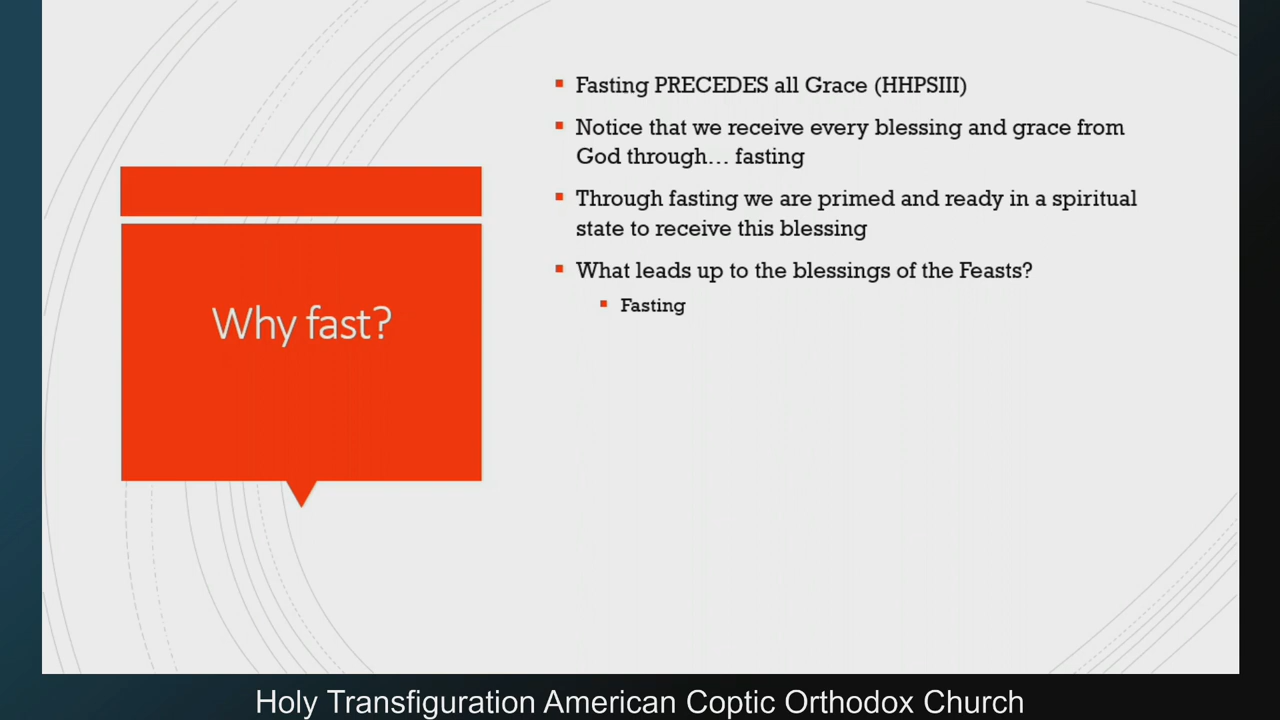 Why fast?
Fasting PRECEDES all Grace (HHPSIII)
Notice that we receive every blessing and grace from
God through... fasting
Through fasting we are primed and ready in a spiritual
state to receive this blessing
What leads up to the blessings of the Feasts?
Fasting
Holy Transfiguration American Coptic Orthodox Church